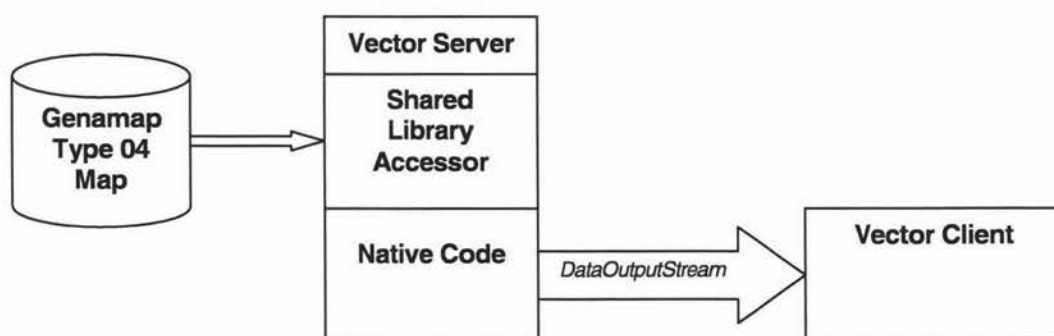 Vector Server
Genamap
Type 04
Map
Shared
Library
Accessor
Native Code
DataOutputStream
Vector Client